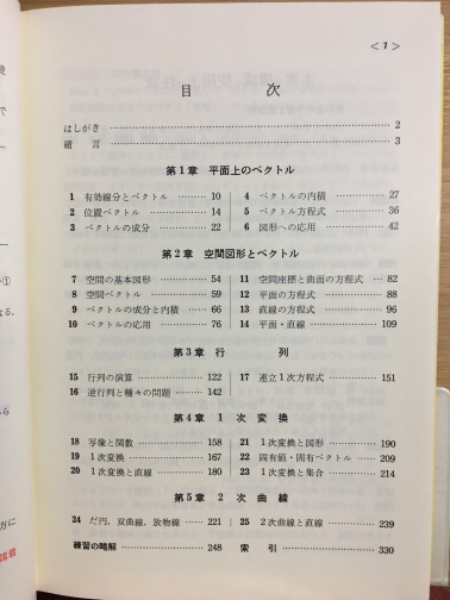 <1>
目 次
はしがき 2
緒 言 3
第1章 平面上のベクトル
1 有効線分とベクトル 10
2 位置ベクトル 14
3 ベクトルの成分 22
4 ベクトルの内積 27
5 ベクトル方程式 36
6 図形への応用 42
第2章 空間図形とベクトル
7 空間の基本図形 54
8 空間ベクトル 59
9 ベクトルの成分と内積 66
10 ベクトルの応用 76
11 空間座標と曲面の方程式 82
12 平面の方程式 88
13 直線の方程式 96
14 平面・直線 109
第3章 行 列
15 行列の演算 122
16 逆行列と種々の問題 142
17 連立1次方程式 151
第4章 1 次 変 換
18 写像と関数 158
19 1次変換 167
20 1次変換と直線 180
21 1次変換と図形 190
22 固有値・固有ベクトル 209
23 1次変換と集合 214
第5章 2 次 曲 線
24 だ円,双曲線,放物線 221
25 2次曲線と直線 239
練習の略解 248
索 引 330